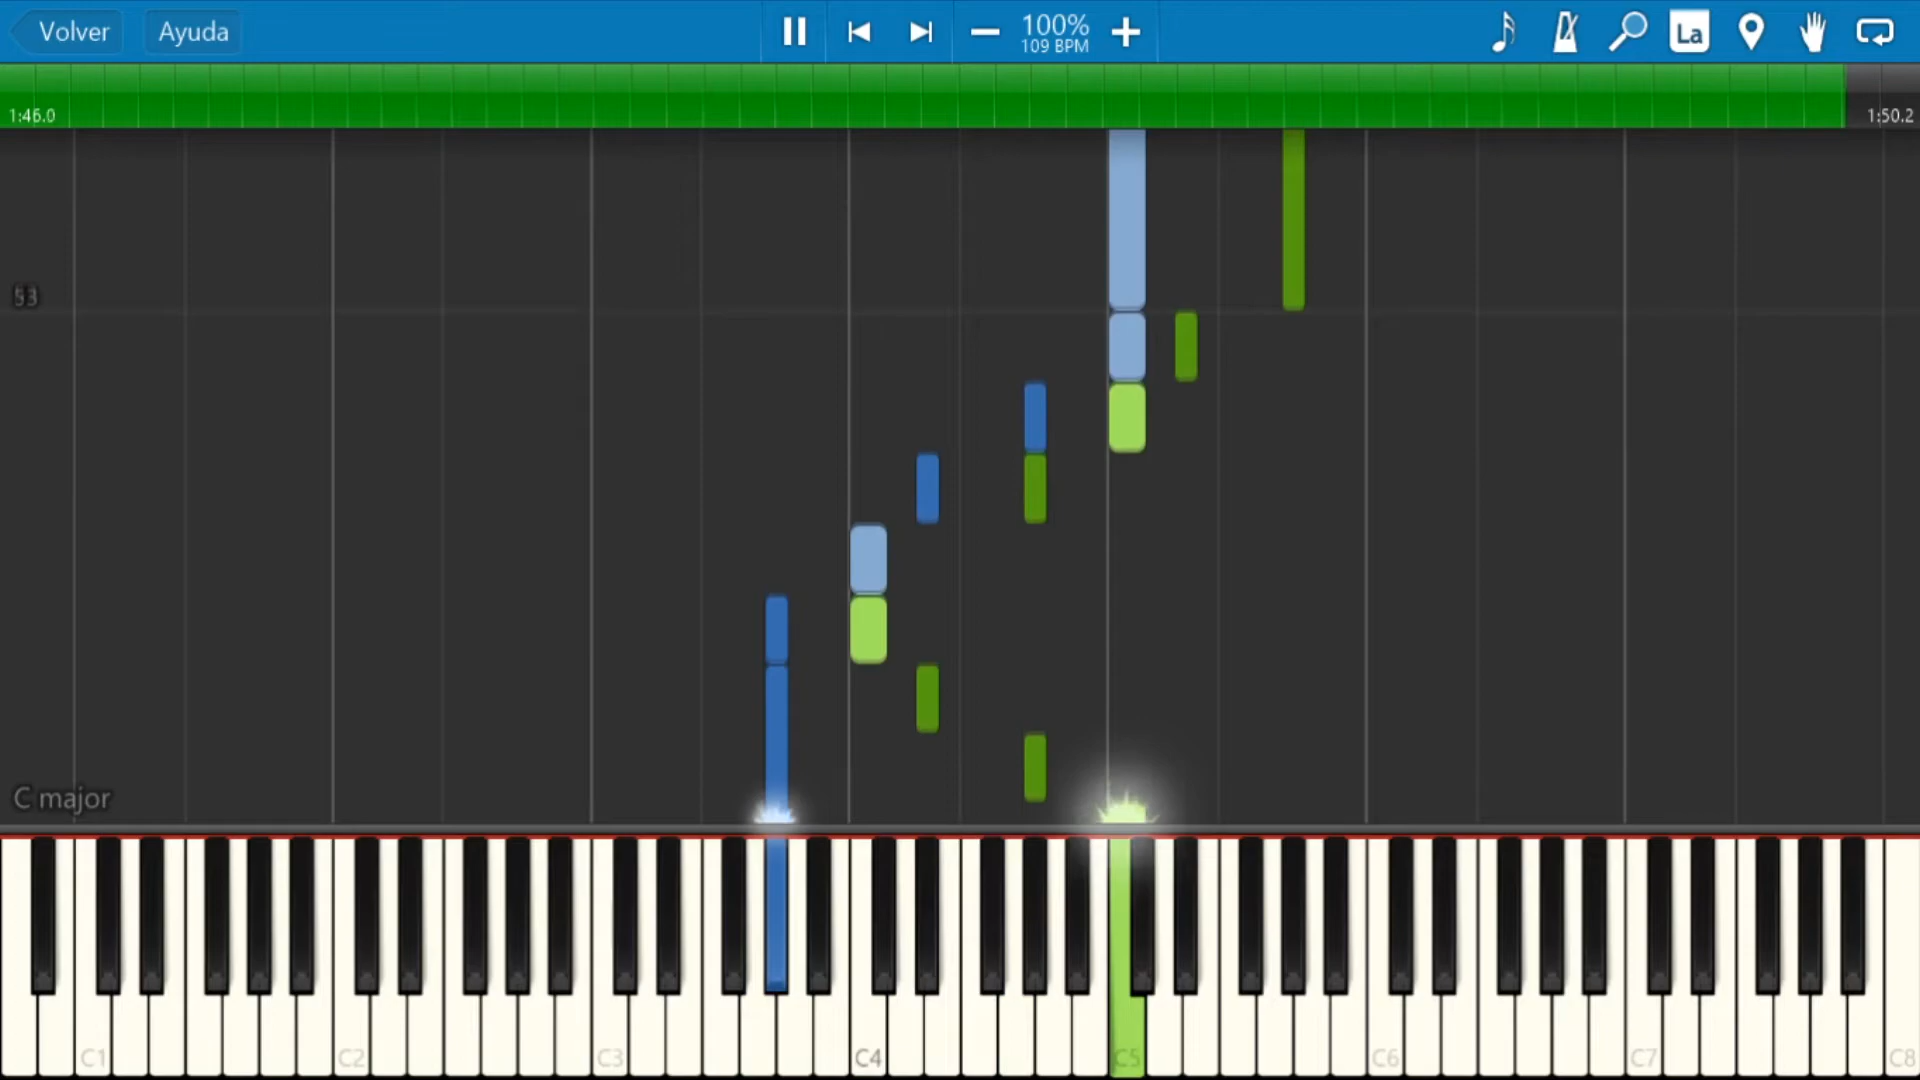 Volver
Ayuda
100%
109 BPM
La
1:46.0
1:50.2
53
C major
C1
C2
C3
C4
C5
C6
C7
C8